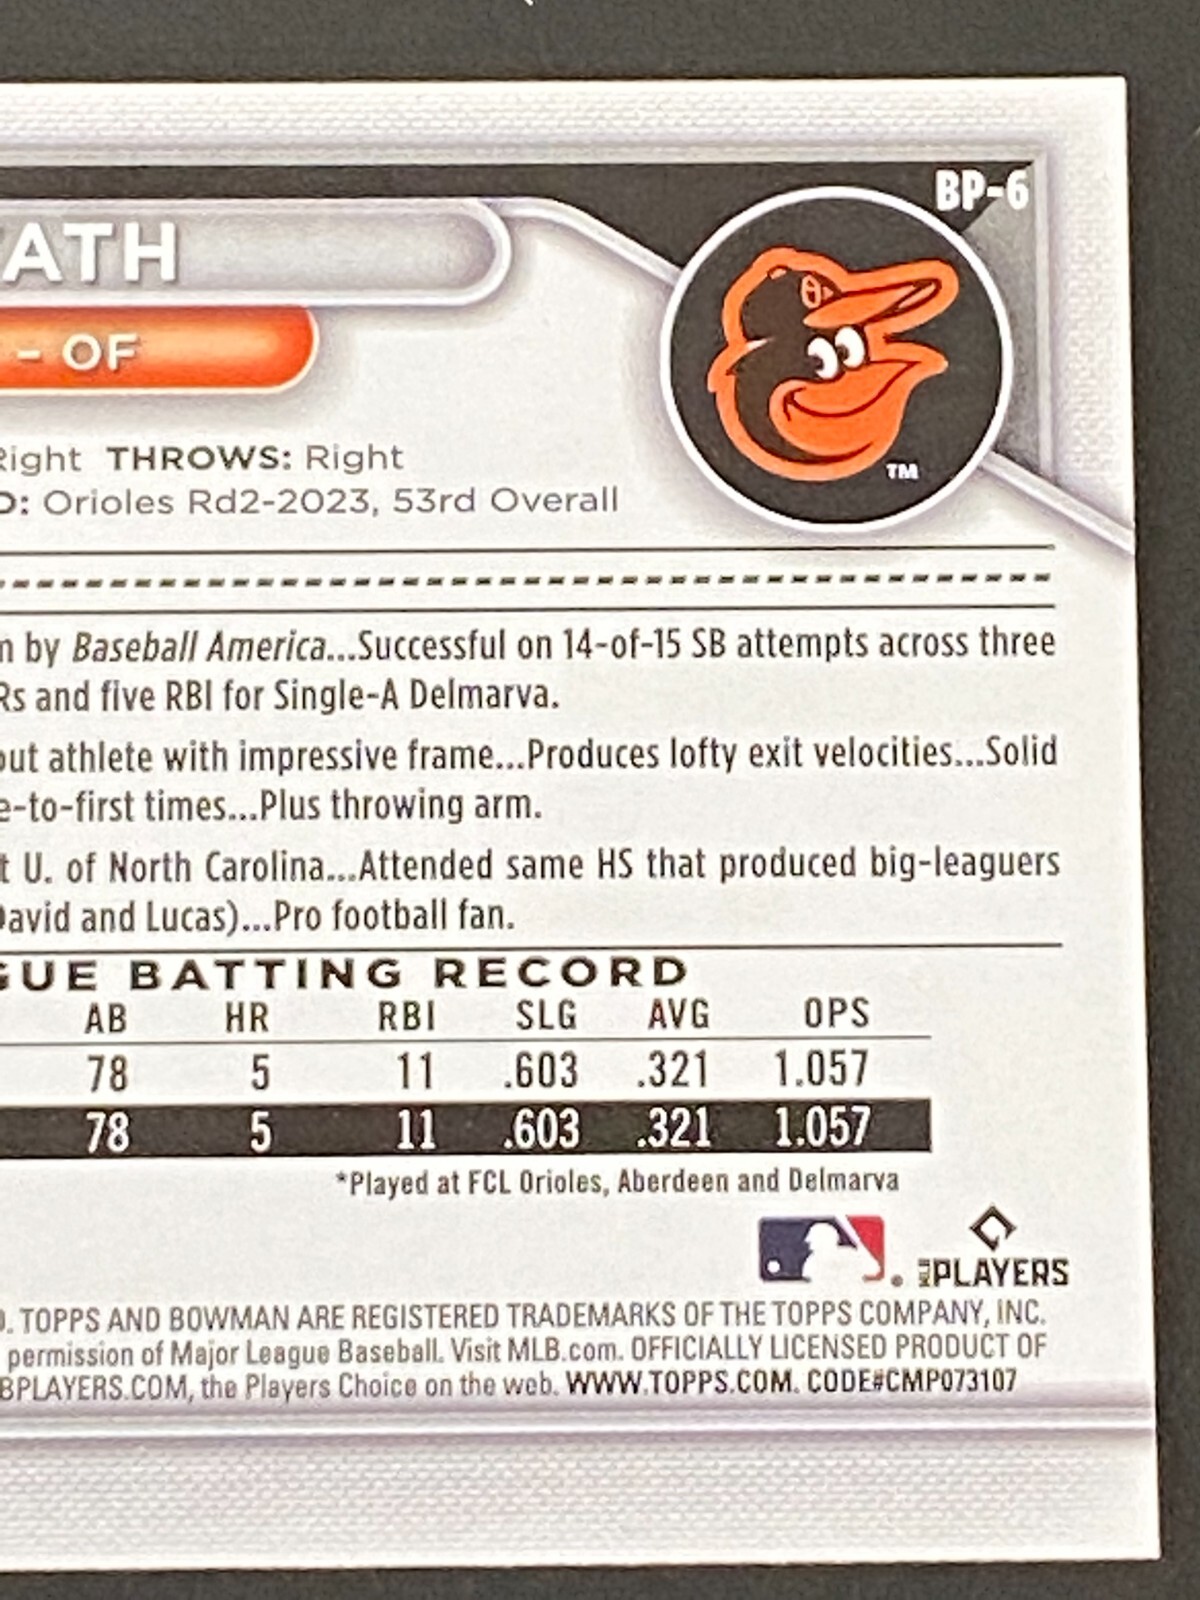 BP-6
ATH
- OF
Right THROWS: Right
D: Orioles Rd2-2023, 53rd Overall
TM
by Baseball America...Successful on 14-of-15 SB attempts across three
Rs and five RBI for Single-A Delmarva.
out athlete with impressive frame...Produces lofty exit velocities...Solid
e-to-first times...Plus throwing arm.
t U. of North Carolina...Attended same HS that produced big-leaguers
David and Lucas)...Pro football fan.
GUE BATTING RECORD
AB HR RBI SLG AVG OPS
78 5 11 .603 .321 1.057
78 5 11 .603 .321 1.057
*Played at FCL Orioles, Aberdeen and Delmarva
MLB PLAYERS
. TOPPS AND BOWMAN ARE REGISTERED TRADEMARKS OF THE TOPPS COMPANY, INC.
permission of Major League Baseball. Visit MLB.com. OFFICIALLY LICENSED PRODUCT OF
BPLAYERS.COM, the Players Choice on the web. WWW.TOPPS.COM. CODE#CMP073107